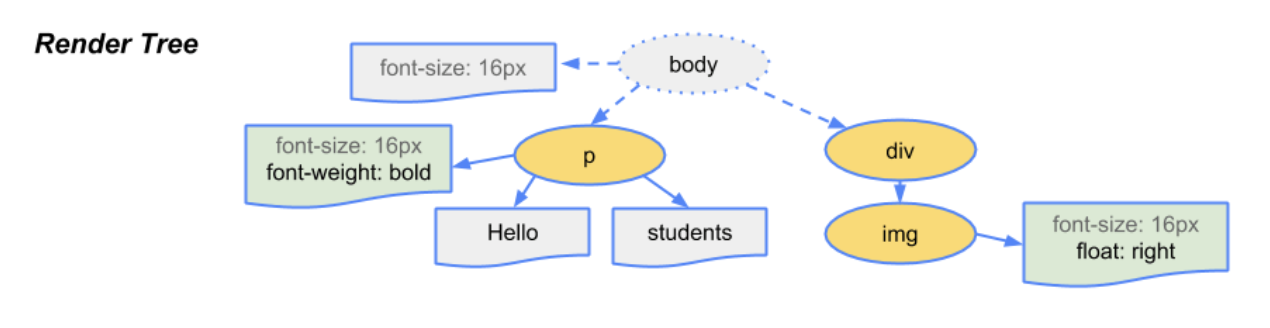 Render Tree
font-size: 16px
body
font-size: 16px
font-weight: bold
p
div
Hello
students
img
font-size: 16px
float: right